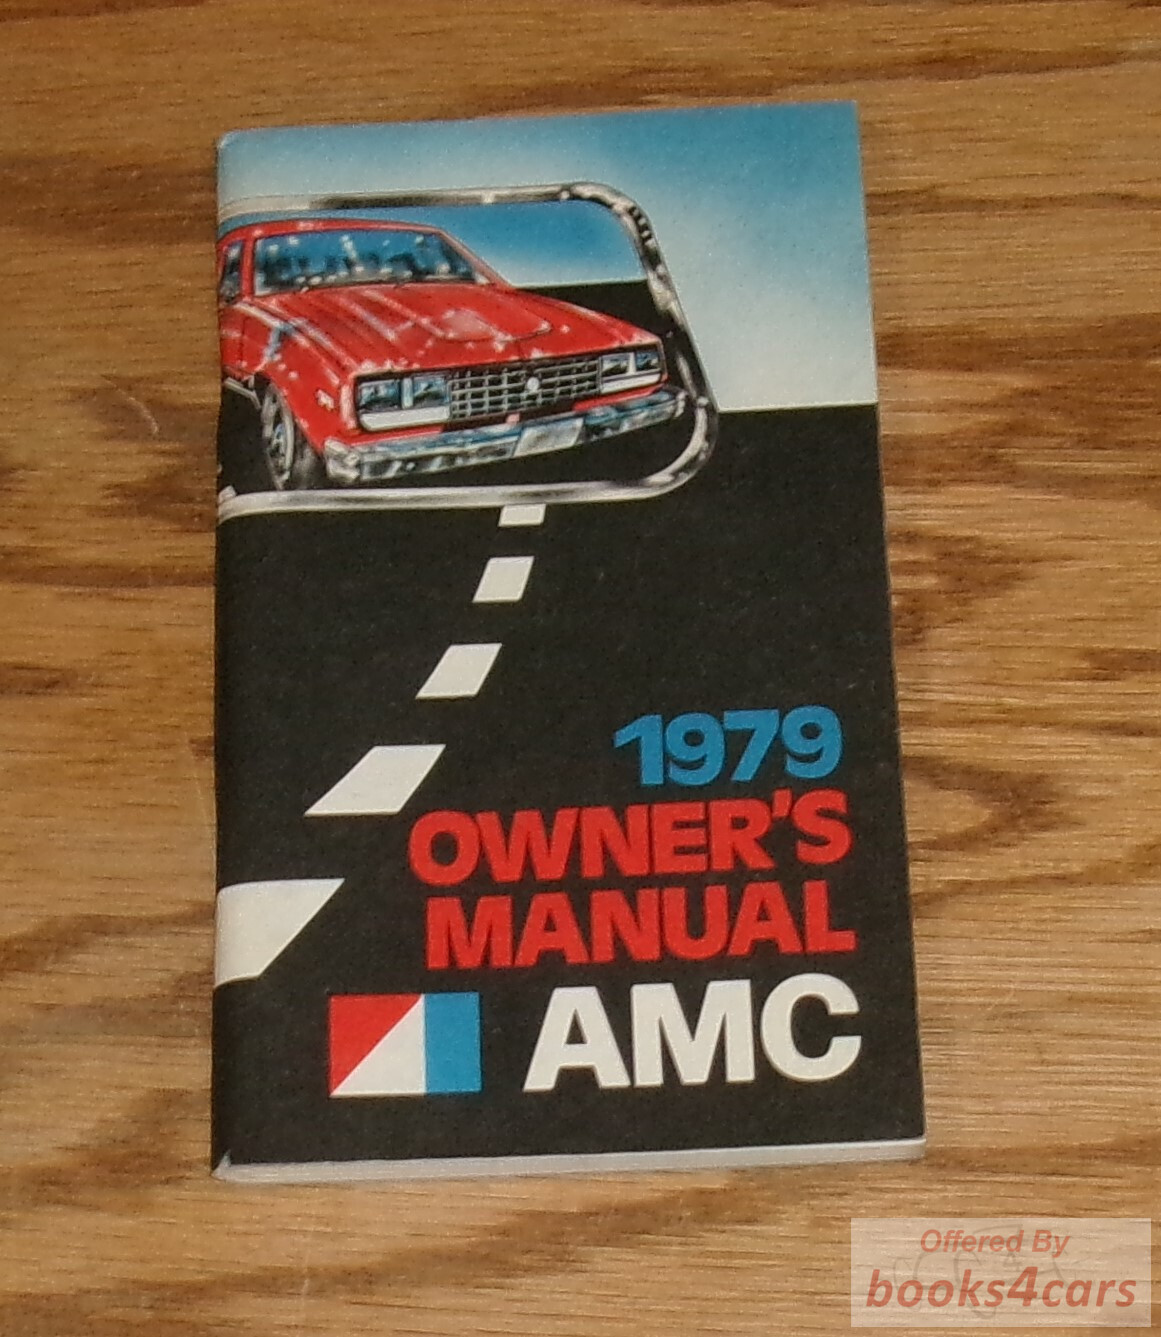 1979
OWNER'S
MANUAL
AMC
Offered By
books4cars